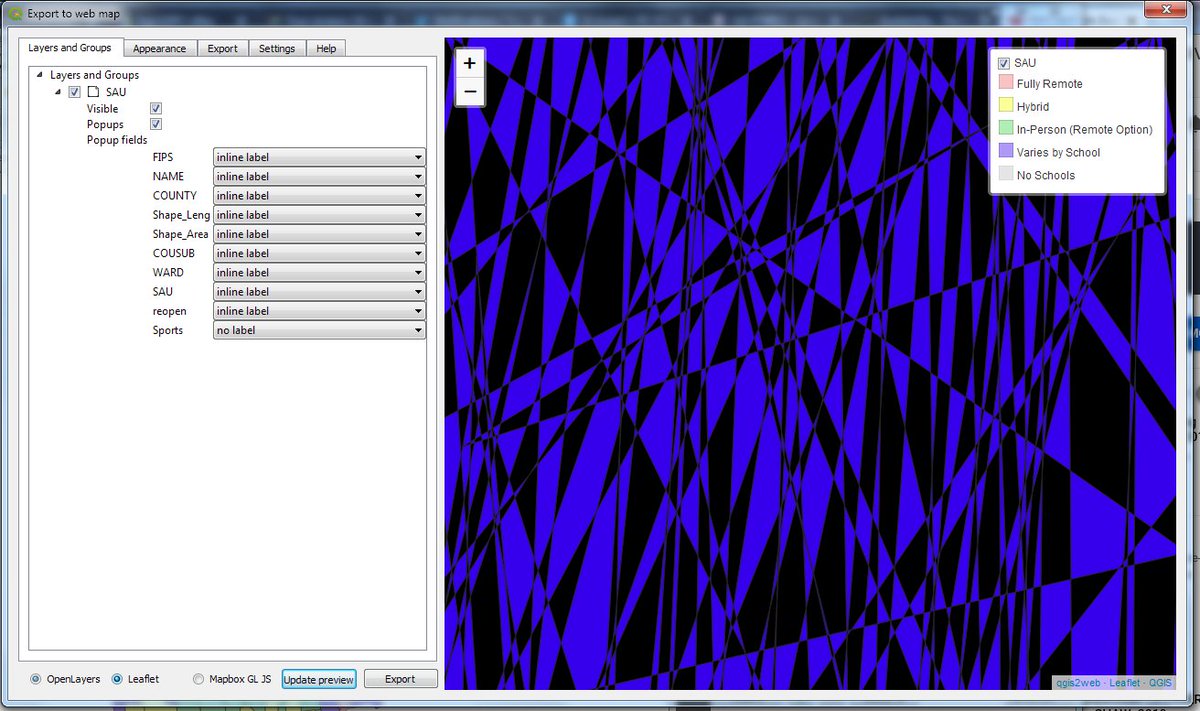 Export to web map
Layers and Groups Appearance Export Settings Help
Layers and Groups
SAU
Visible
Popups
Popup fields
FIPS inline label
NAME inline label
COUNTY inline label
Shape_Leng inline label
Shape_Area inline label
COUSUB inline label
WARD inline label
SAU inline label
reopen inline label
Sports no label
+
−
SAU
Fully Remote
Hybrid
In-Person (Remote Option)
Varies by School
No Schools
qgis2web · Leaflet · QGIS
OpenLayers Leaflet Mapbox GL JS Update preview Export